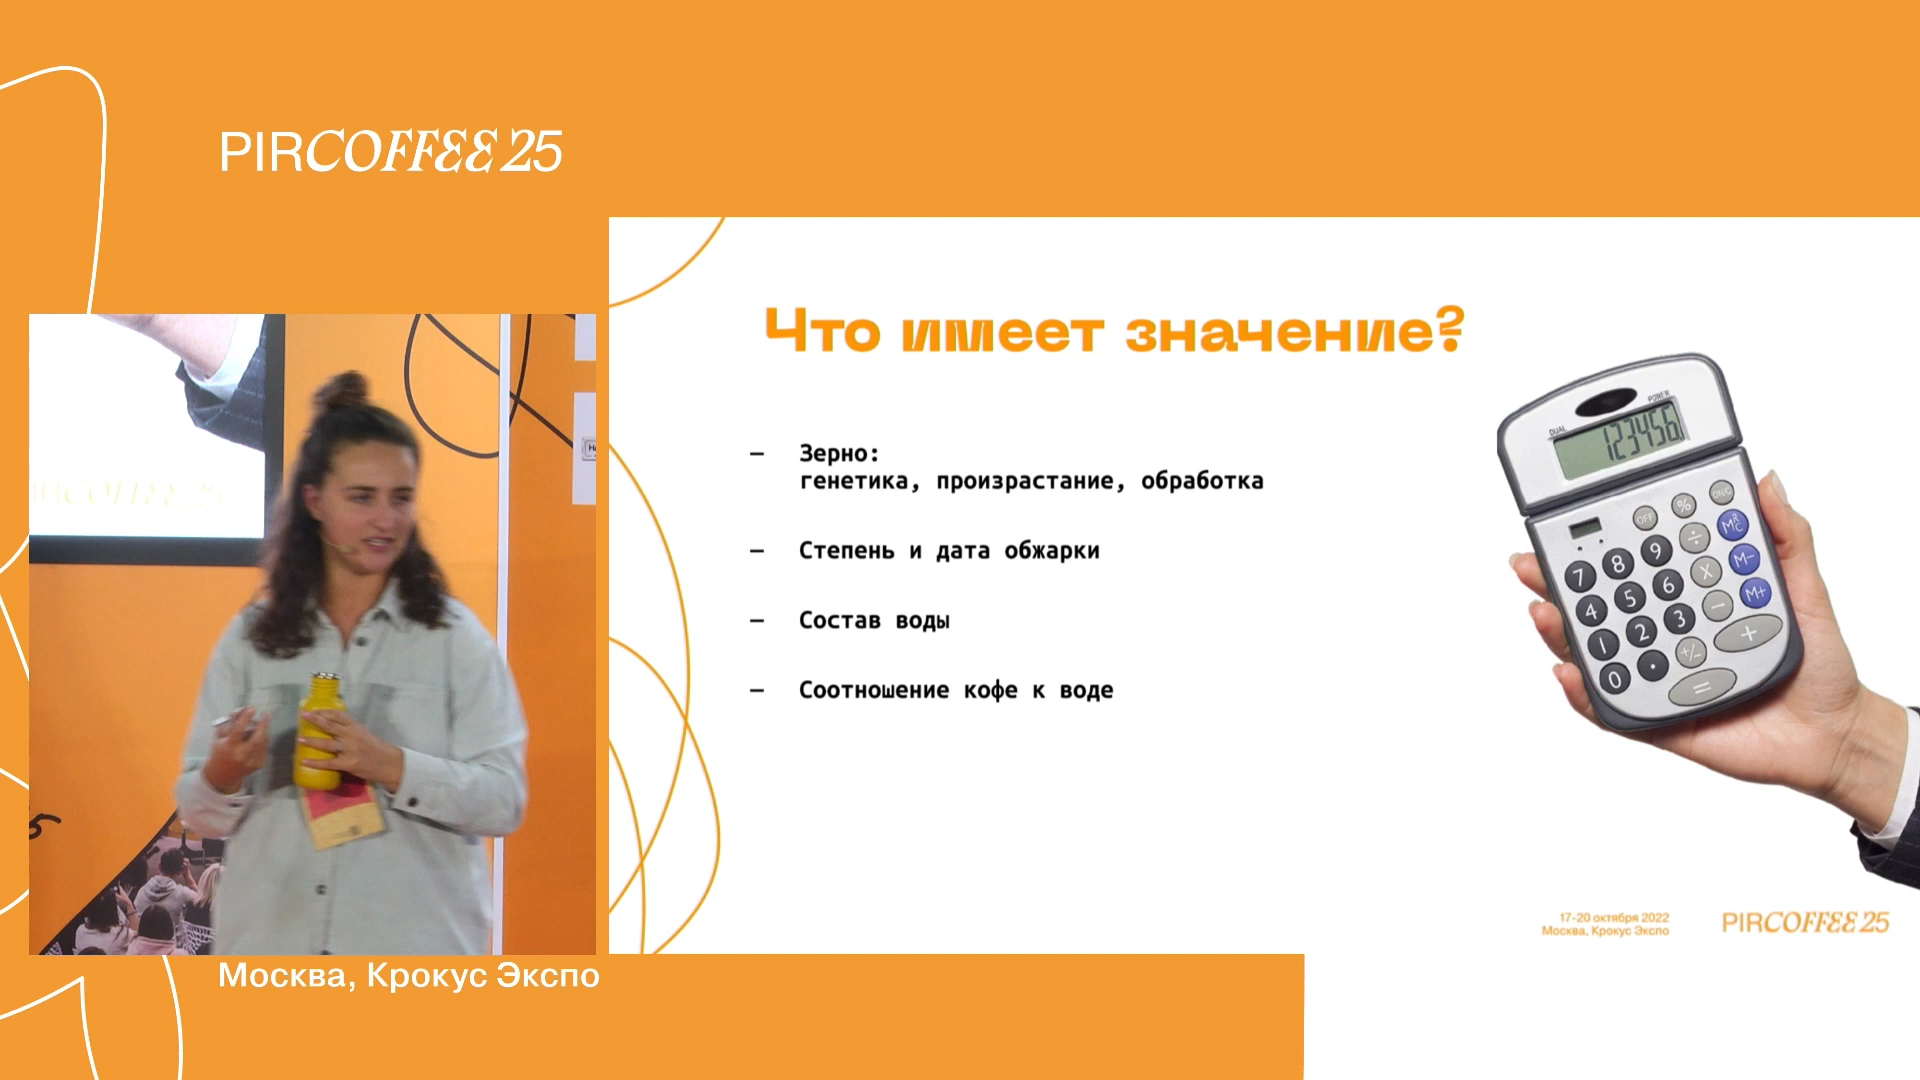 PIRCOFFEE 25
Что имеет значение?
– Зерно:
генетика, произрастание, обработка
– Степень и дата обжарки
– Состав воды
– Соотношение кофе к воде
DUAL
POWER
123456
OFF
%
ON/C
7 8 9 ÷ MRC
4 5 6 X M−
1 2 3 − M+
0 . +/− +
=
17-20 октября 2022
Москва, Крокус Экспо
PIRCOFFEE 25
Москва, Крокус Экспо